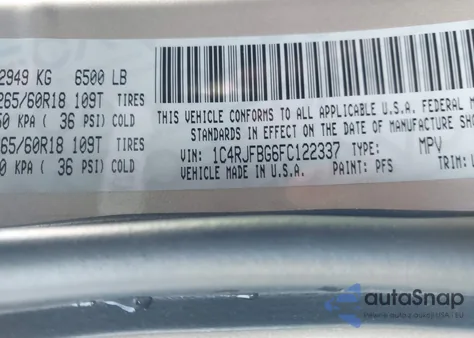 2949 KG 6500 LB
265/60R18 109T TIRES
50 KPA ( 36 PSI) COLD
65/60R18 109T TIRES
0 KPA ( 36 PSI) COLD
THIS VEHICLE CONFORMS TO ALL APPLICABLE U.S.A. FEDERAL M
STANDARDS IN EFFECT ON THE DATE OF MANUFACTURE SHOW
VIN: 1C4RJFBG6FC122337 TYPE: MPV
VEHICLE MADE IN U.S.A. PAINT: PFS TRIM:
autoSnap